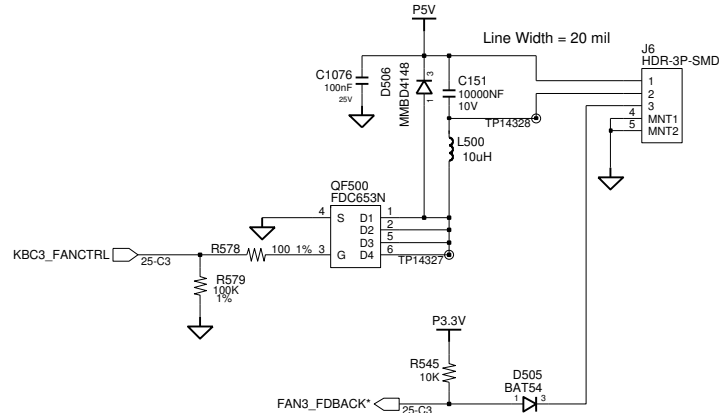 P5V
Line Width = 20 mil
J6
HDR-3P-SMD
C1076
100nF
25V
D506
MMBD4148
3
1
C151
10000NF
10V
1
2
3
4
MNT1
5
MNT2
TP14328
L500
10uH
QF500
FDC653N
4
S
D1
1
D2
2
D3
5
G
D4
6
3
TP14327
KBC3_FANCTRL
25-C3
R578
100 1%
R579
100K
1%
P3.3V
R545
10K
D505
BAT54
1
3
FAN3_FDBACK*
25-C3